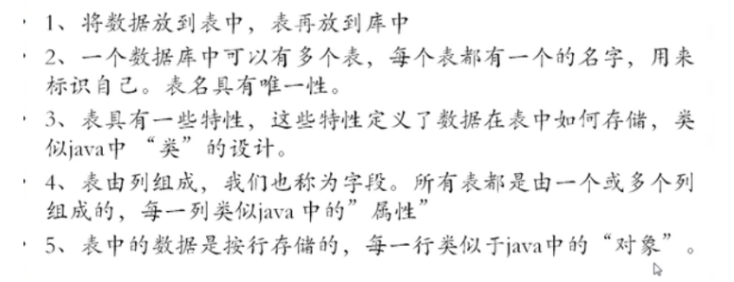 · 1、将数据放到表中，表再放到库中
· 2、一个数据库中可以有多个表，每个表都有一个的名字，用来
标识自己。表名具有唯一性。
· 3、表具有一些特性，这些特性定义了数据在表中如何存储，类
似java中 “类”的设计。
· 4、表由列组成，我们也称为字段。所有表都是由一个或多个列
组成的，每一列类似java 中的”属性”
· 5、表中的数据是按行存储的，每一行类似于java中的“对象”。